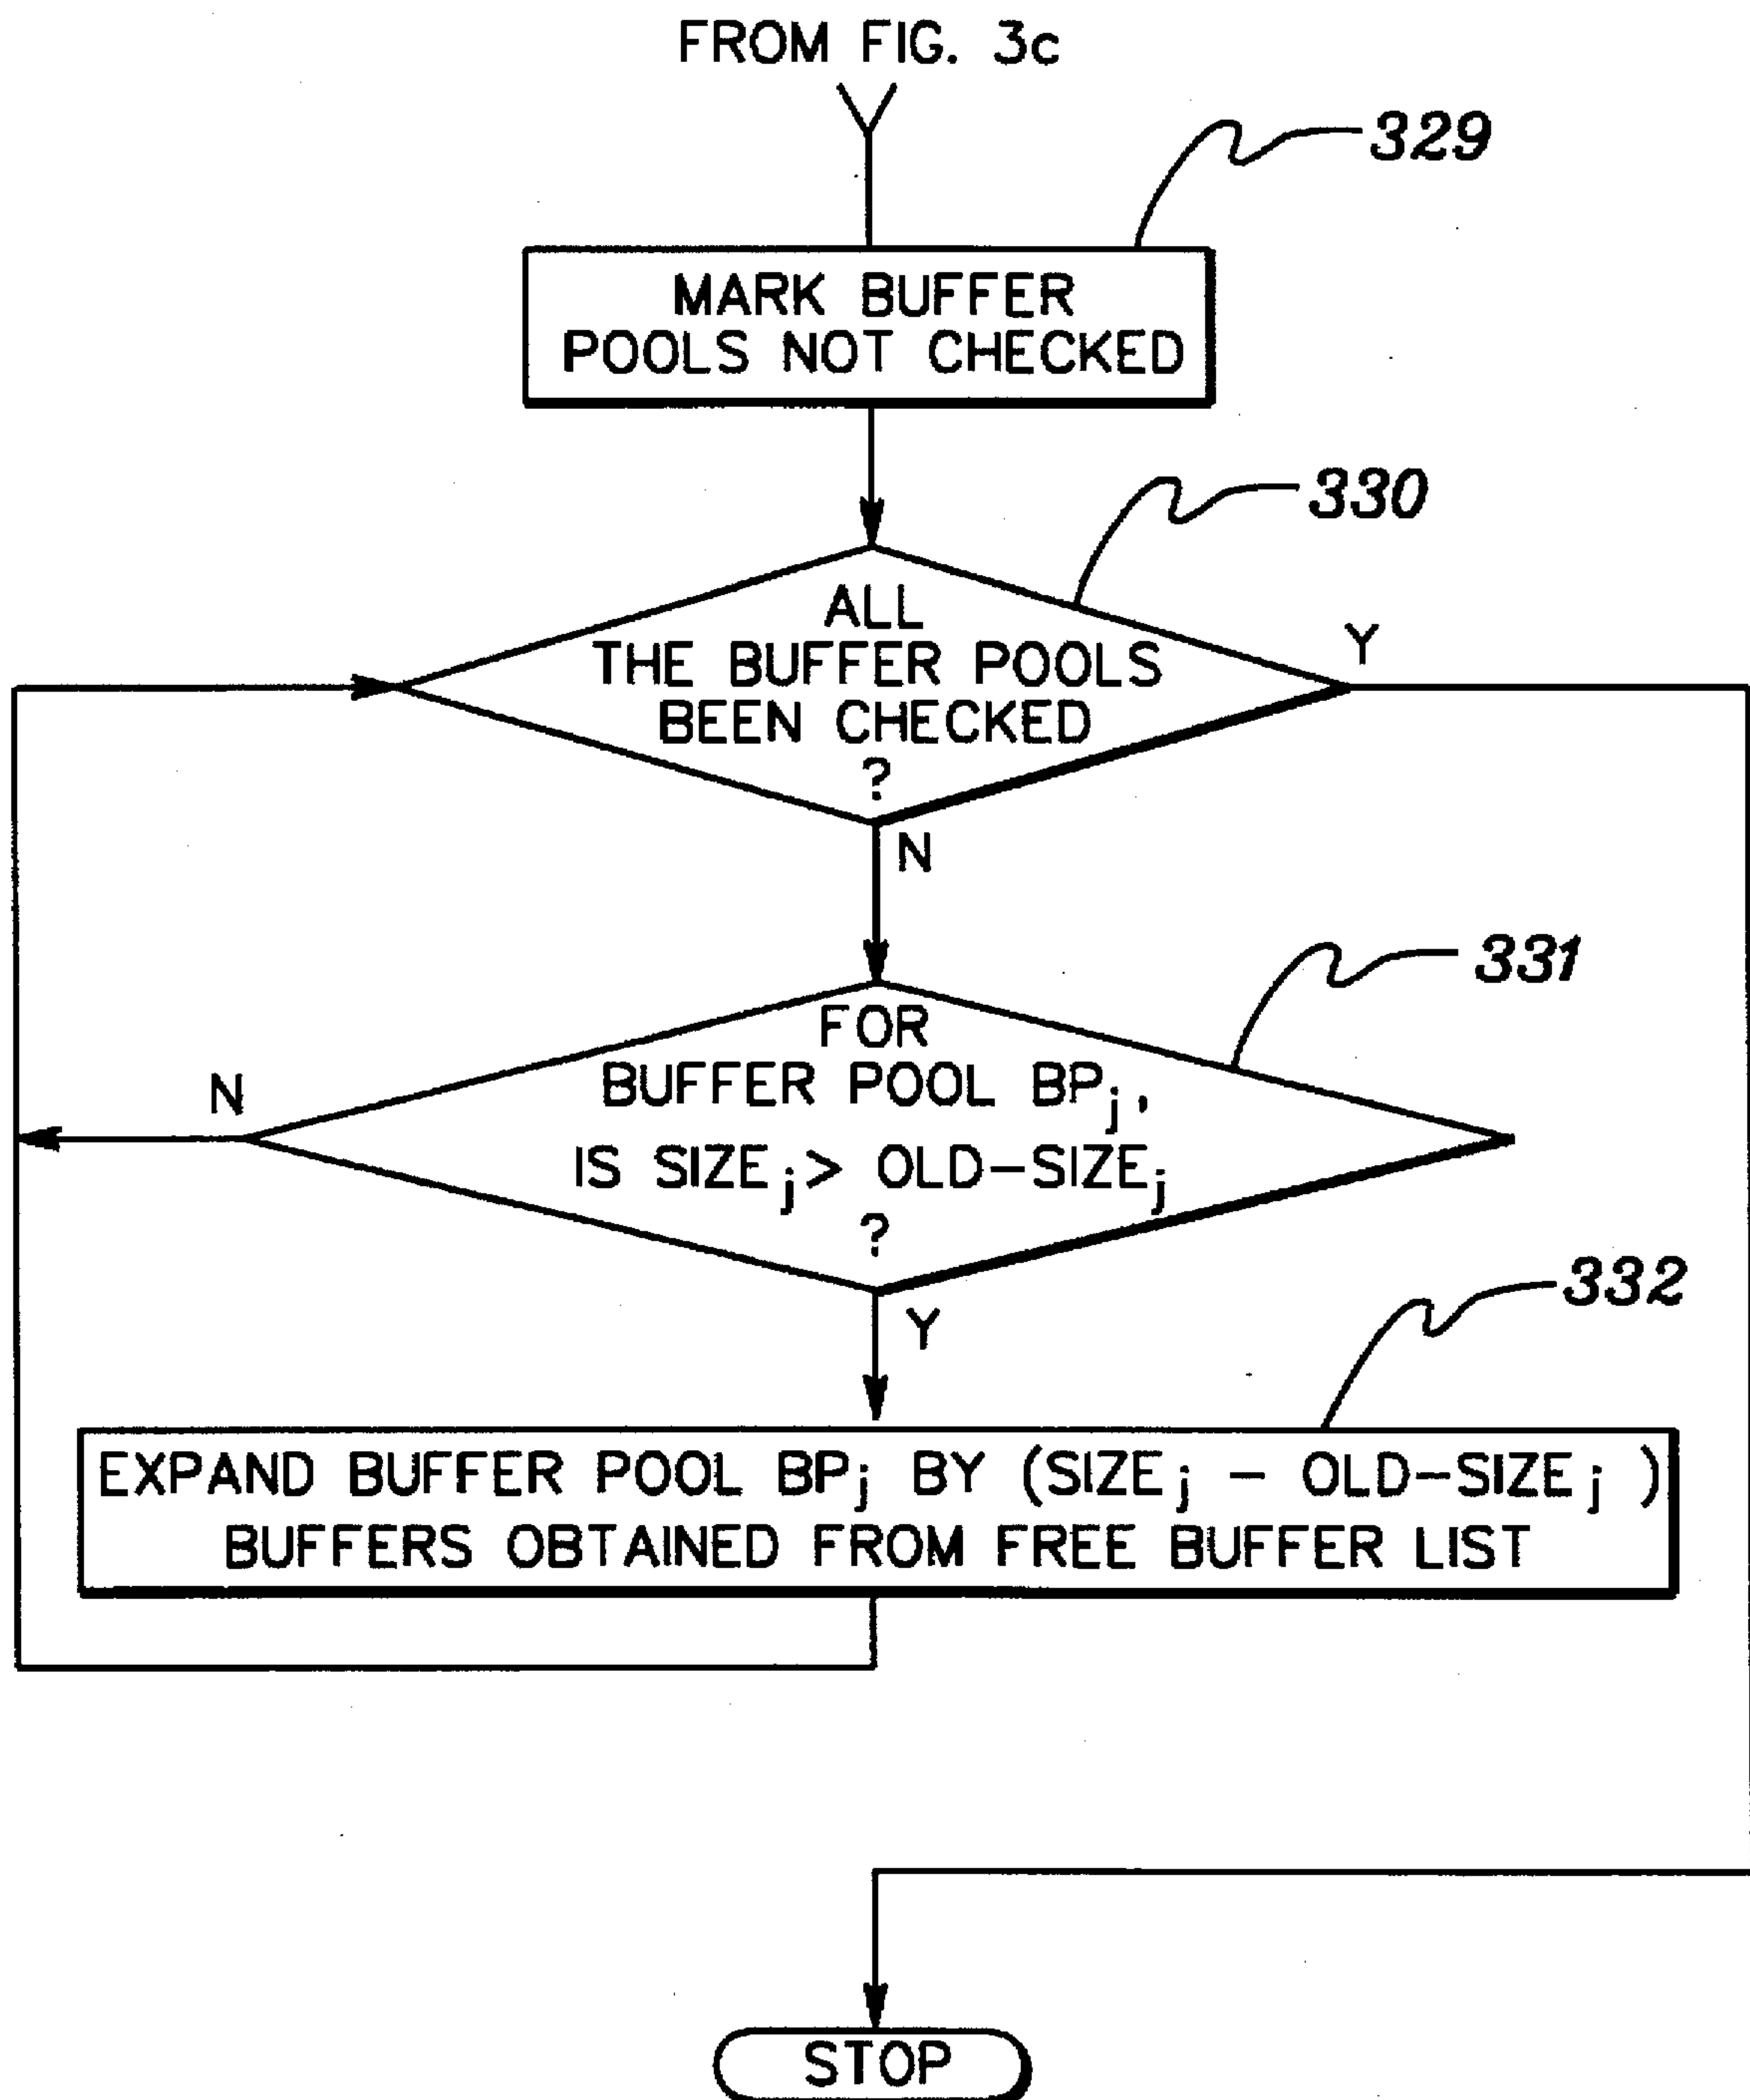 FROM FIG. 3c
329
MARK BUFFER
POOLS NOT CHECKED
330
ALL
THE BUFFER POOLS
BEEN CHECKED
?
Y
N
331
FOR
BUFFER POOL BPj,
IS SIZEj > OLD-SIZEj
?
N
Y
332
EXPAND BUFFER POOL BPj BY (SIZEj - OLD-SIZEj )
BUFFERS OBTAINED FROM FREE BUFFER LIST
STOP